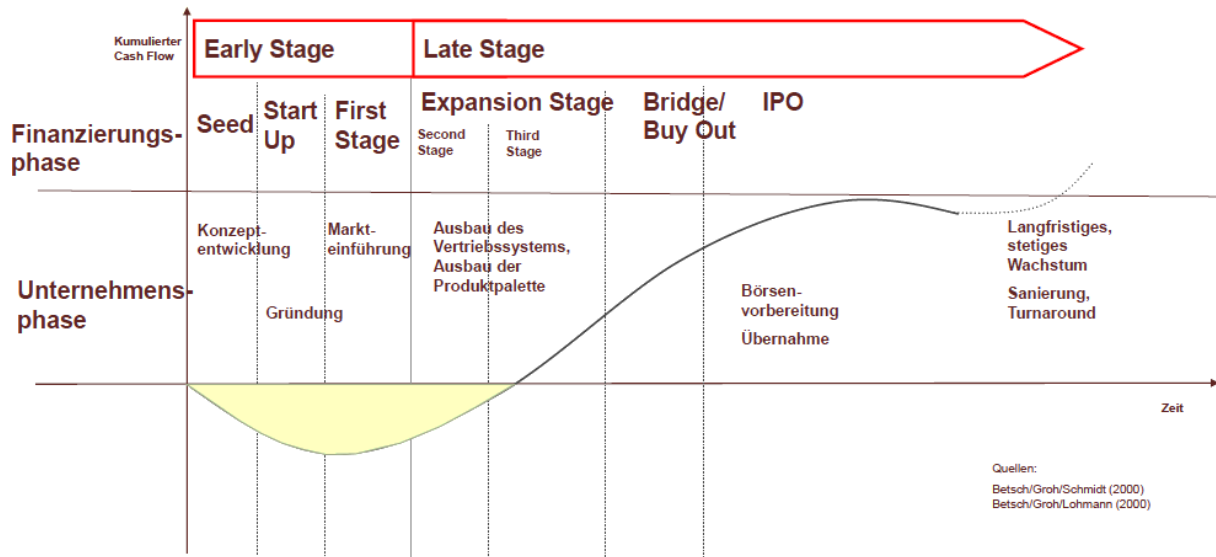 Kumulierter
Cash Flow
Early Stage
Late Stage
Finanzierungs-
phase
Seed
Start
Up
First
Stage
Expansion Stage
Second
Stage
Third
Stage
Bridge/
Buy Out
IPO
Unternehmens-
phase
Konzept-
entwicklung
Gründung
Markt-
einführung
Ausbau des
Vertriebssystems,
Ausbau der
Produktpalette
Börsen-
vorbereitung
Übernahme
Langfristiges,
stetiges
Wachstum
Sanierung,
Turnaround
Zeit
Quellen:
Betsch/Groh/Schmidt (2000)
Betsch/Groh/Lohmann (2000)